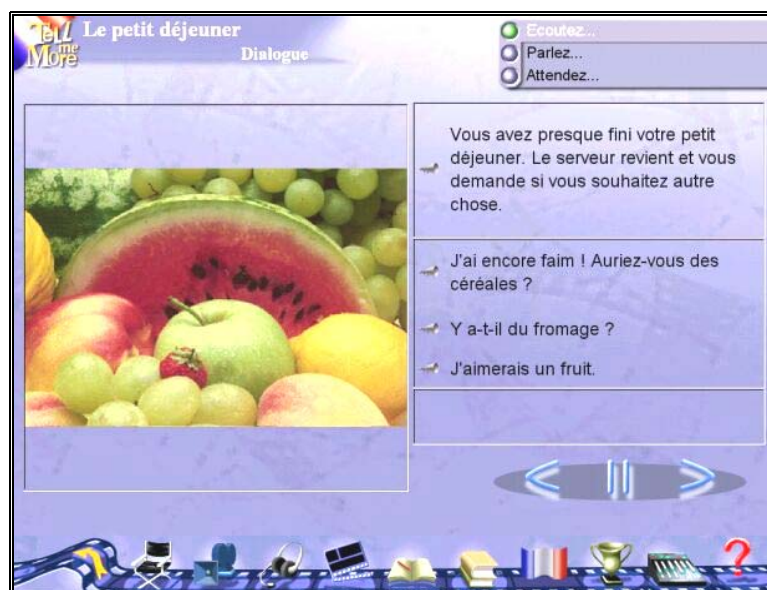 TeLL
me
More
Le petit déjeuner
Dialogue
Ecoutez...
Parlez...
Attendez...
Vous avez presque fini votre petit
déjeuner. Le serveur revient et vous
demande si vous souhaitez autre
chose.
J'ai encore faim ! Auriez-vous des
céréales ?
Y a-t-il du fromage ?
J'aimerais un fruit.
?